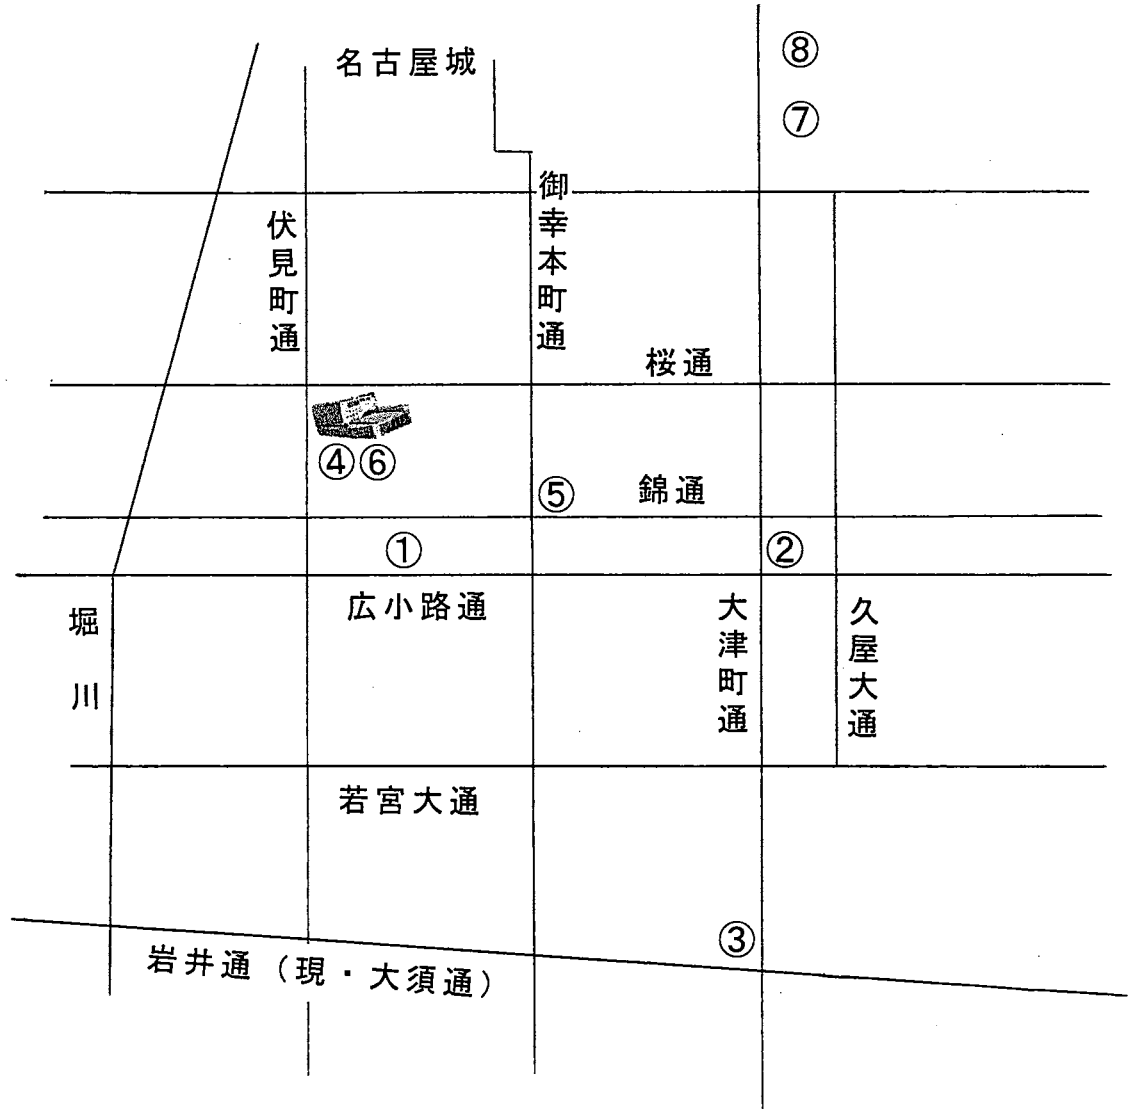 名古屋城
⑧
⑦
御幸本町通
伏見町通
桜通
④⑥
⑤
錦通
①
②
広小路通
堀川
大津町通
久屋大通
若宮大通
③
岩井通（現・大須通）